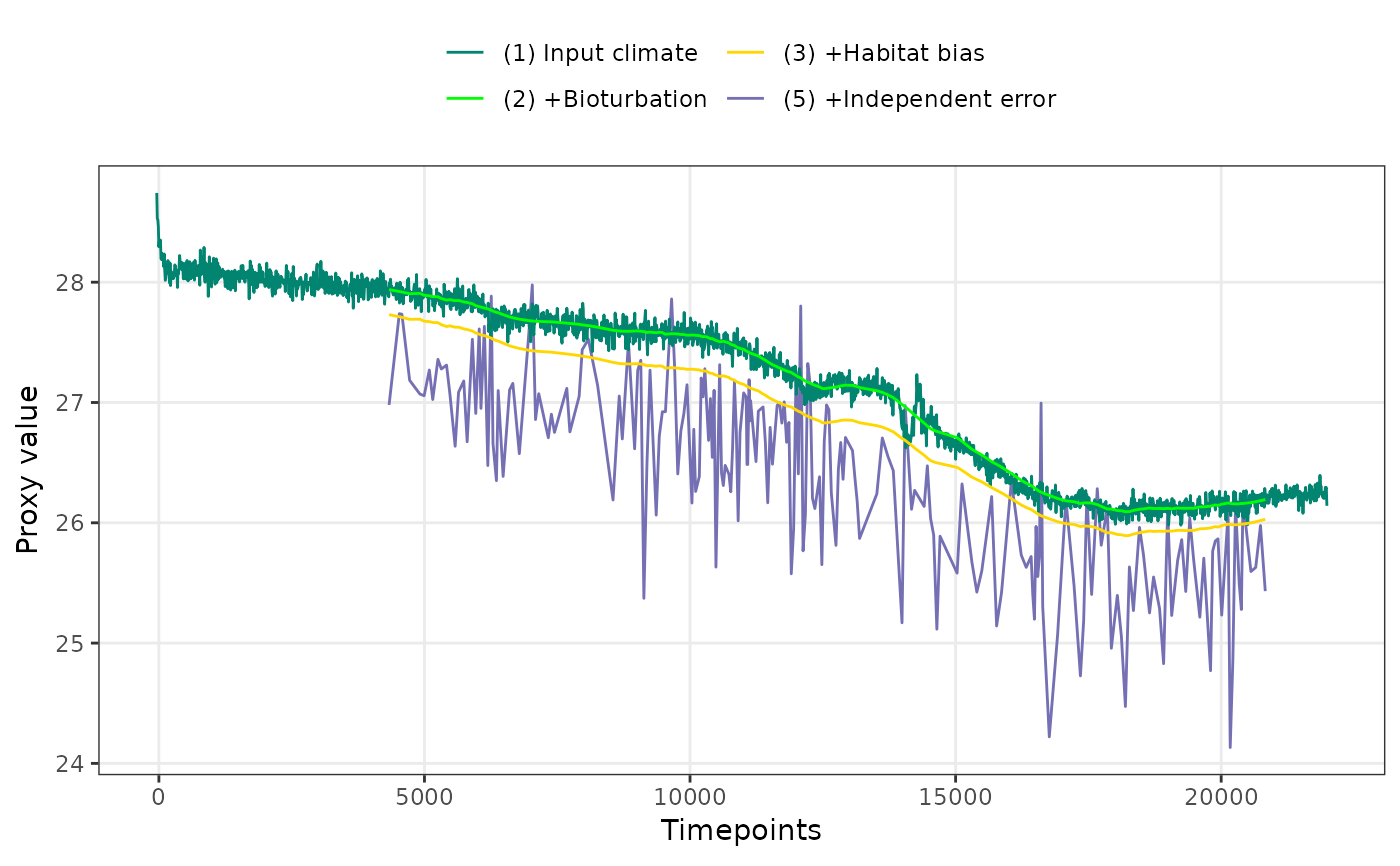 (1) Input climate (3) +Habitat bias
(2) +Bioturbation (5) +Independent error
Proxy value
28
27
26
25
24
0 5000 10000 15000 20000
Timepoints